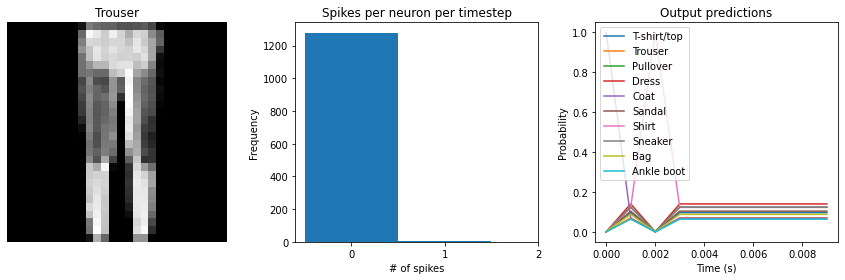 Trouser
Spikes per neuron per timestep
Frequency
1200
1000
800
600
400
200
0
0
1
2
# of spikes
Output predictions
Probability
1.0
0.8
0.6
0.4
0.2
0.0
T-shirt/top
Trouser
Pullover
Dress
Coat
Sandal
Shirt
Sneaker
Bag
Ankle boot
0.000
0.002
0.004
0.006
0.008
Time (s)